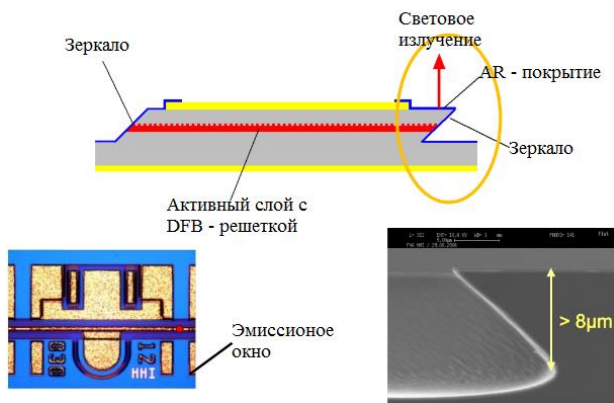 Световое
излучение
Зеркало
AR - покрытие
Зеркало
Активный слой с
DFB - решеткой
Эмиссионое
окно
HHI
> 8µm